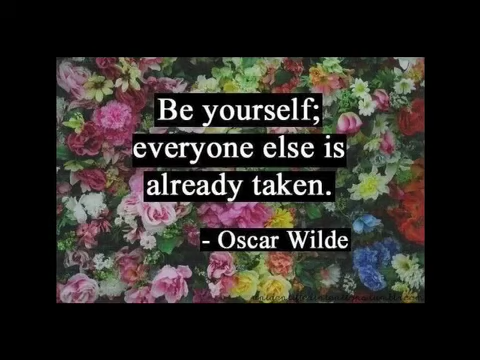 Be yourself;
everyone else is
already taken.
- Oscar Wilde